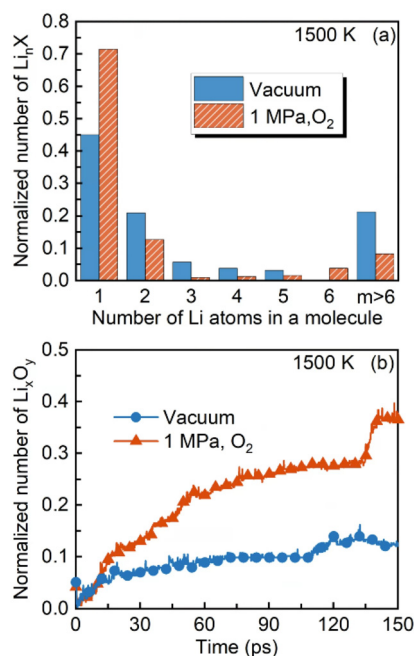 1500 K (a)
Normalized number of LiₙX
0.8
0.7
0.6
0.5
0.4
0.3
0.2
0.1
0.0
Vacuum
1 MPa,O₂
1 2 3 4 5 6 m>6
Number of Li atoms in a molecule
1500 K (b)
Normalized number of LiₓOᵧ
0.5
0.4
0.3
0.2
0.1
0.0
Vacuum
1 MPa, O₂
0 30 60 90 120 150
Time (ps)